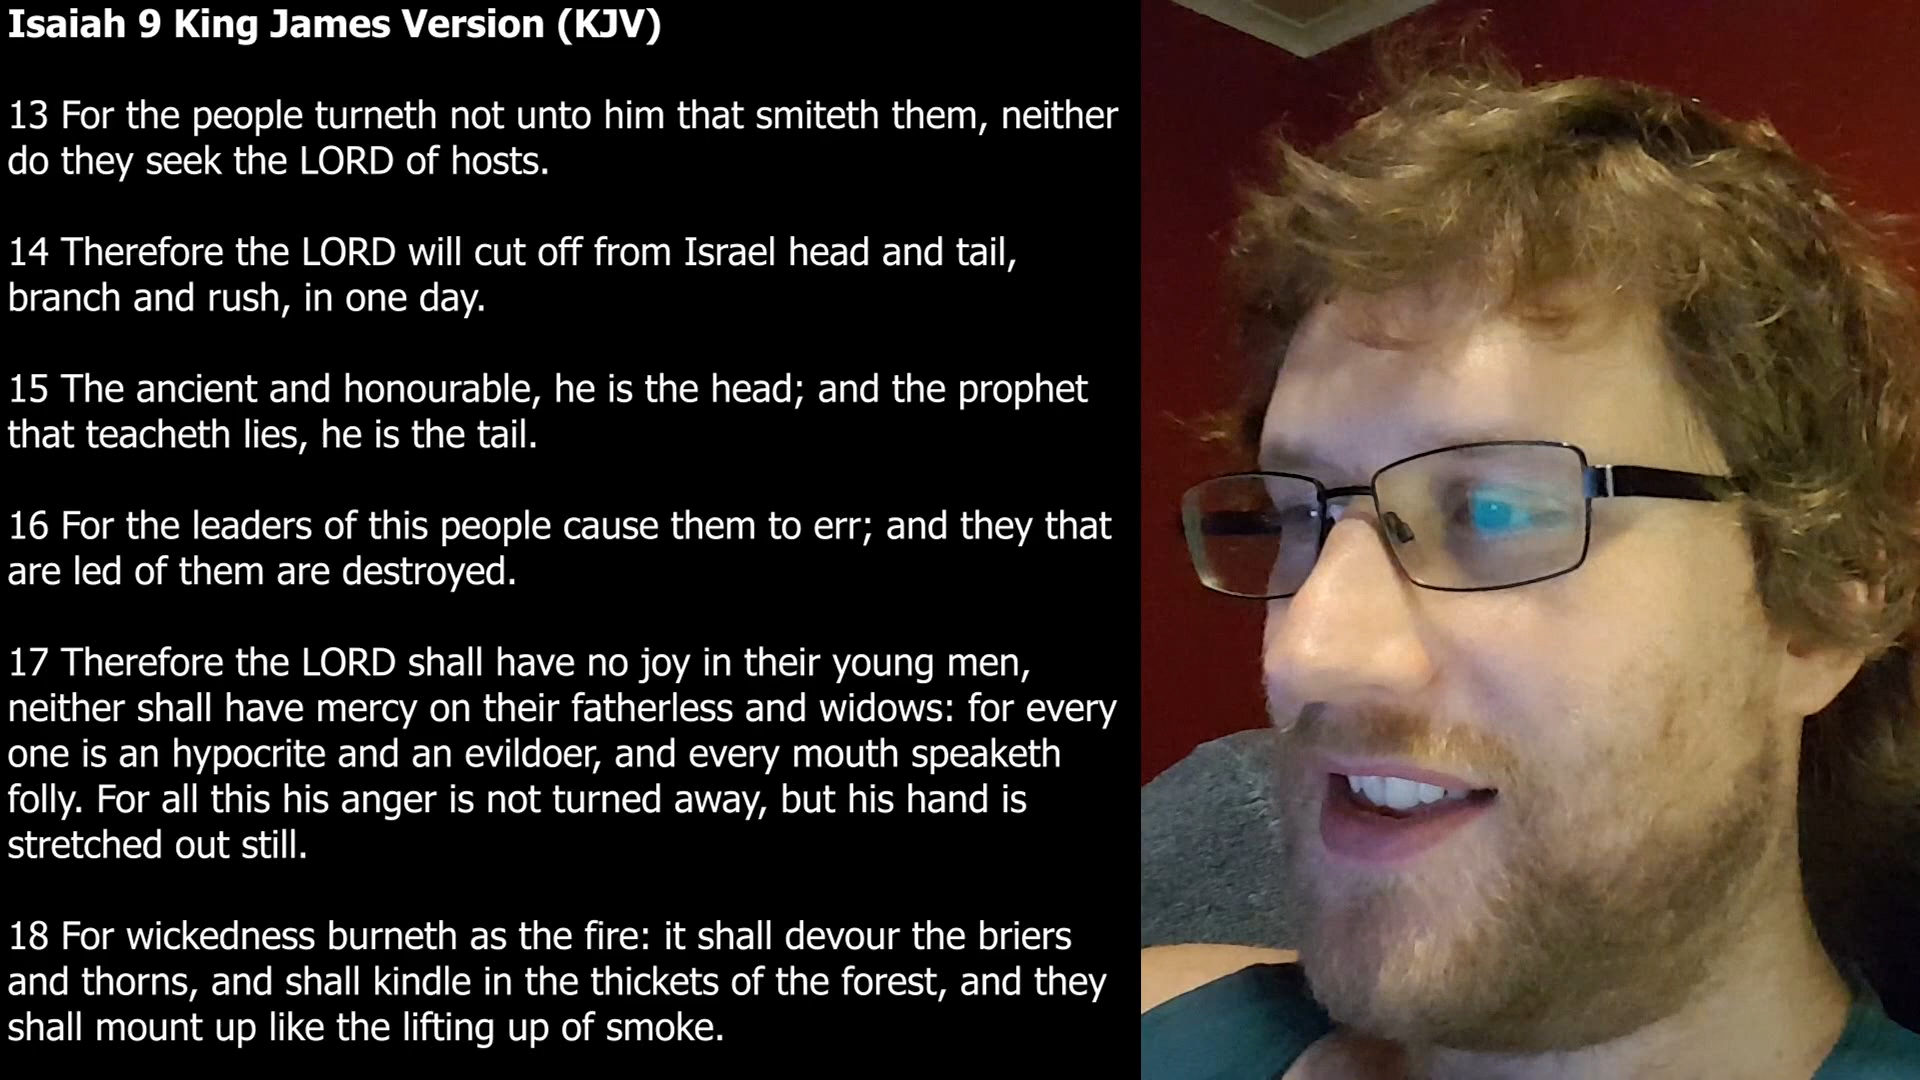 Isaiah 9 King James Version (KJV)
13 For the people turneth not unto him that smiteth them, neither
do they seek the LORD of hosts.
14 Therefore the LORD will cut off from Israel head and tail,
branch and rush, in one day.
15 The ancient and honourable, he is the head; and the prophet
that teacheth lies, he is the tail.
16 For the leaders of this people cause them to err; and they that
are led of them are destroyed.
17 Therefore the LORD shall have no joy in their young men,
neither shall have mercy on their fatherless and widows: for every
one is an hypocrite and an evildoer, and every mouth speaketh
folly. For all this his anger is not turned away, but his hand is
stretched out still.
18 For wickedness burneth as the fire: it shall devour the briers
and thorns, and shall kindle in the thickets of the forest, and they
shall mount up like the lifting up of smoke.